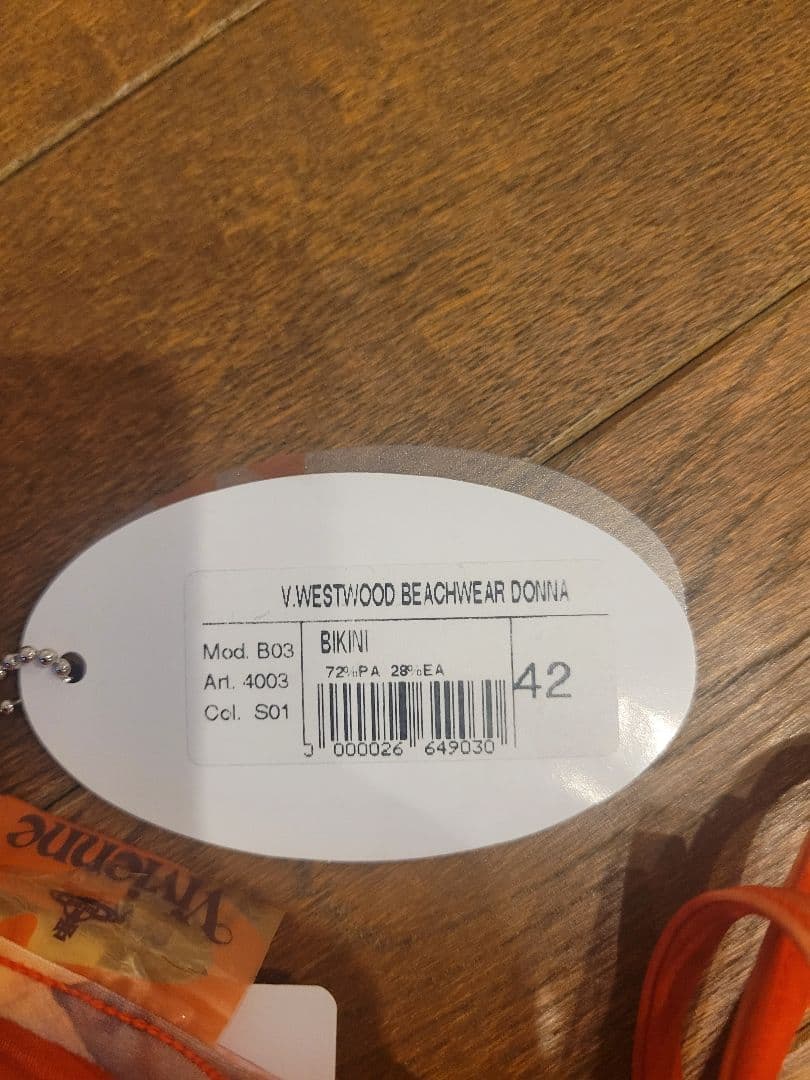 V.WESTWOOD BEACHWEAR DONNA
Mod. B03
BIKINI
Art. 4003
72%PA 28%EA
42
Col. S01
000026 649030
Vivienne